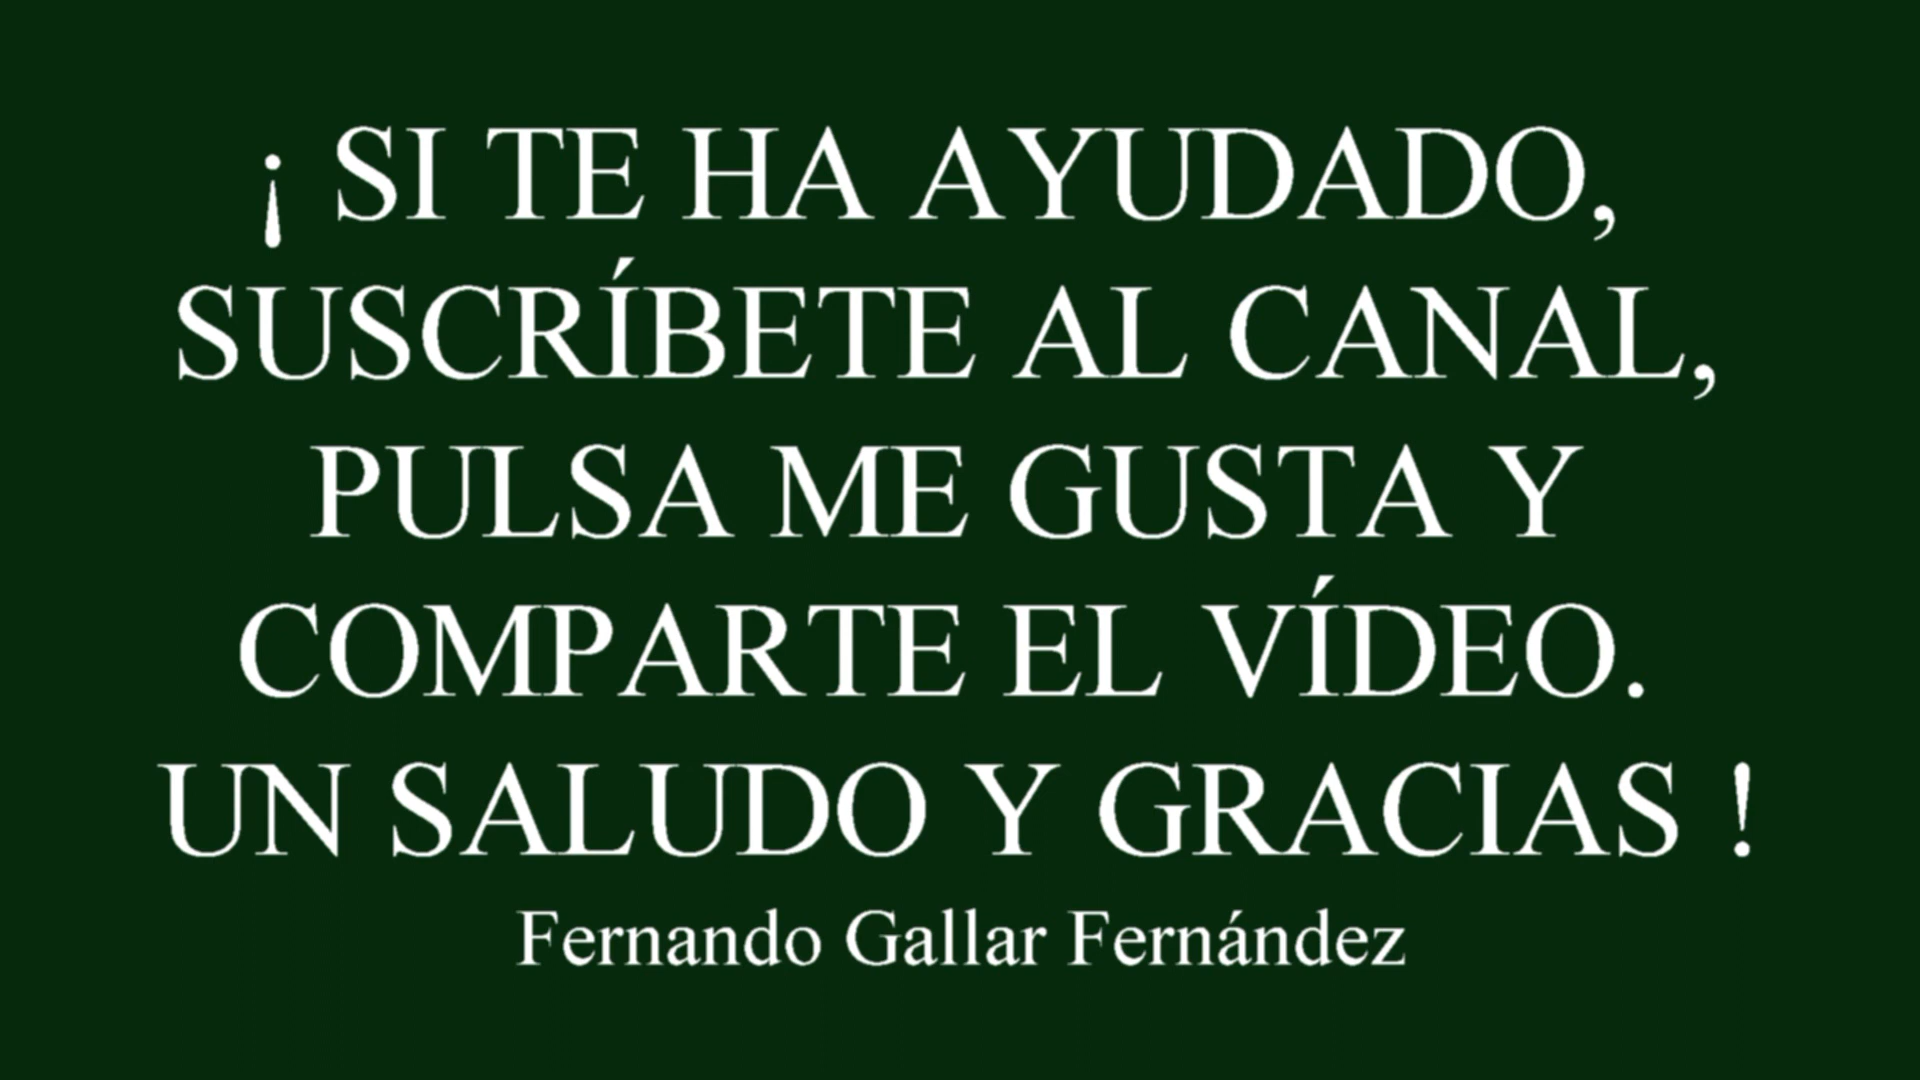 ¡ SI TE HA AYUDADO,
SUSCRÍBETE AL CANAL,
PULSA ME GUSTA Y
COMPARTE EL VÍDEO.
UN SALUDO Y GRACIAS !
Fernando Gallar Fernández